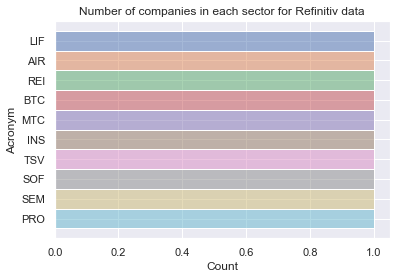 Number of companies in each sector for Refinitiv data
LIF
AIR
REI
BTC
MTC
INS
TSV
SOF
SEM
PRO
Acronym
0.0 0.2 0.4 0.6 0.8 1.0
Count